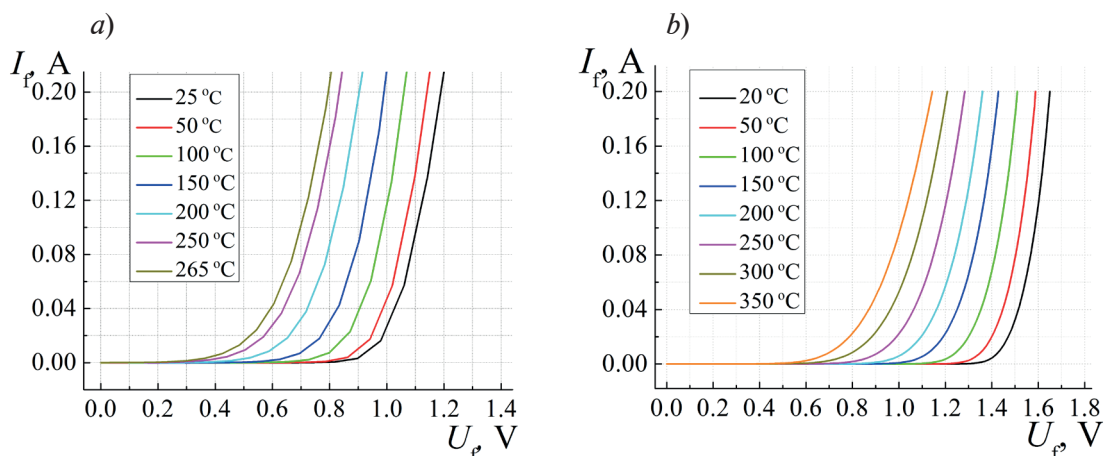 a)
I_f, A
0.20
0.16
0.12
0.08
0.04
0.00
25 °C
50 °C
100 °C
150 °C
200 °C
250 °C
265 °C
0.0 0.2 0.4 0.6 0.8 1.0 1.2 1.4
U_f, V
b)
I_f, A
0.20
0.16
0.12
0.08
0.04
0.00
20 °C
50 °C
100 °C
150 °C
200 °C
250 °C
300 °C
350 °C
0.0 0.2 0.4 0.6 0.8 1.0 1.2 1.4 1.6 1.8
U_f, V